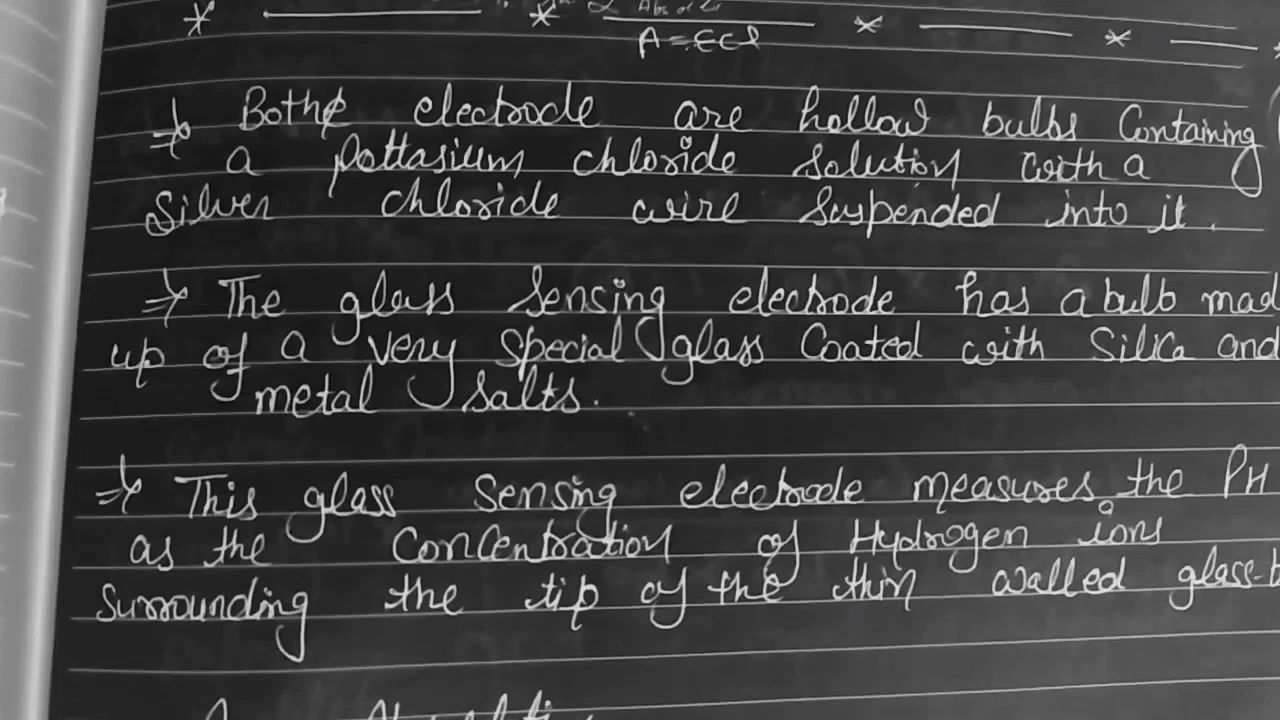 A = ECl
⇒ Both electrode are hollow bulbs Containing
a pottasium chloride solution with a
Silver chloride wire suspended into it.
⇒ The glass sensing electrode has a bulb mad
up of a very special glass Coated with Silica and
metal salts.
⇒ This glass sensing electrode measures the PH
as the Concentration of Hydrogen ions
surrounding the tip of the thin walled glass-b